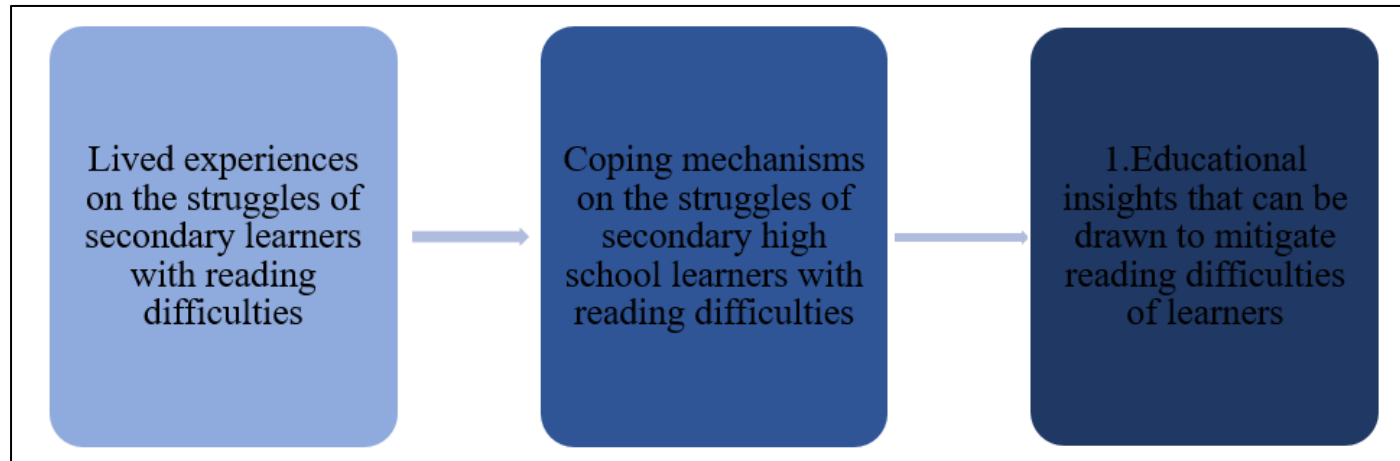 Lived experiences
on the struggles of
secondary learners
with reading
difficulties
Coping mechanisms
on the struggles of
secondary high
school learners with
reading difficulties
1.Educational
insights that can be
drawn to mitigate
reading difficulties
of learners